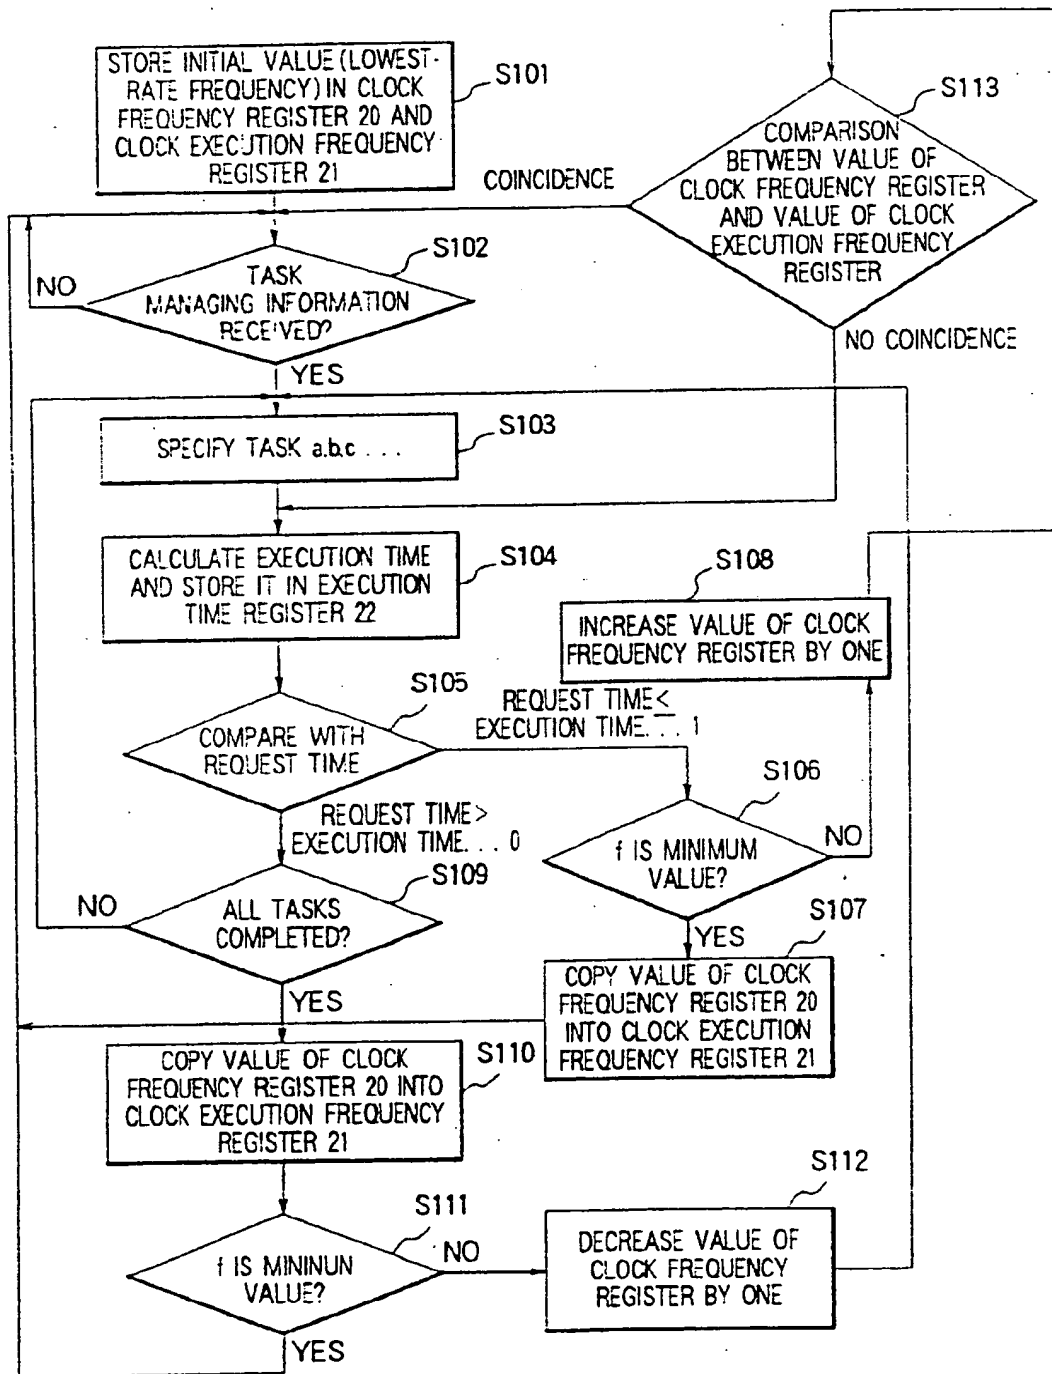 STORE INITIAL VALUE (LOWEST-
RATE FREQUENCY) IN CLOCK
FREQUENCY REGISTER 20 AND
CLOCK EXECUTION FREQUENCY
REGISTER 21
S101
S113
COMPARISON
BETWEEN VALUE OF
CLOCK FREQUENCY REGISTER
AND VALUE OF CLOCK
EXECUTION FREQUENCY
REGISTER
COINCIDENCE
NO COINCIDENCE
S102
TASK
MANAGING INFORMATION
RECEIVED?
NO
YES
S103
SPECIFY TASK a.b.c . . .
S104
CALCULATE EXECUTION TIME
AND STORE IT IN EXECUTION
TIME REGISTER 22
S108
INCREASE VALUE OF CLOCK
FREQUENCY REGISTER BY ONE
S105
COMPARE WITH
REQUEST TIME
REQUEST TIME≤
EXECUTION TIME. . . 1
REQUEST TIME>
EXECUTION TIME. . . 0
S106
f IS MINIMUM
VALUE?
NO
YES
S109
ALL TASKS
COMPLETED?
NO
YES
S107
COPY VALUE OF CLOCK
FREQUENCY REGISTER 20
INTO CLOCK EXECUTION
FREQUENCY REGISTER 21
S110
COPY VALUE OF CLOCK
FREQUENCY REGISTER 20 INTO
CLOCK EXECUTION FREQUENCY
REGISTER 21
S111
f IS MININUN
VALUE?
NO
YES
S112
DECREASE VALUE OF
CLOCK FREQUENCY
REGISTER BY ONE